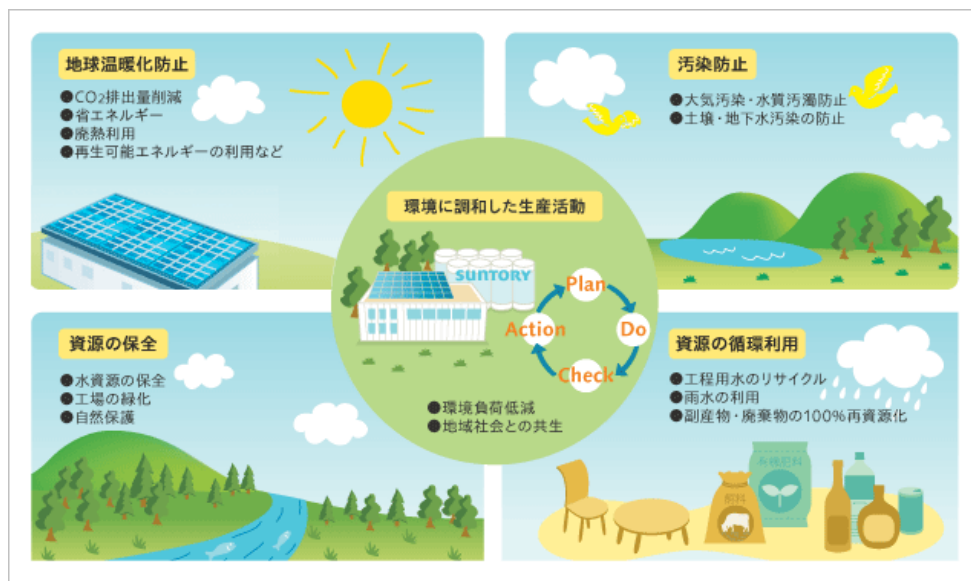 地球温暖化防止
●CO2排出量削減
●省エネルギー
●廃熱利用
●再生可能エネルギーの利用など
汚染防止
●大気汚染・水質汚濁防止
●土壌・地下水汚染の防止
環境に調和した生産活動
SUNTORY
Plan
Do
Check
Action
●環境負荷低減
●地域社会との共生
資源の保全
●水資源の保全
●工場の緑化
●自然保護
資源の循環利用
●工程用水のリサイクル
●雨水の利用
●副産物・廃棄物の100%再資源化
有機肥料
飼料